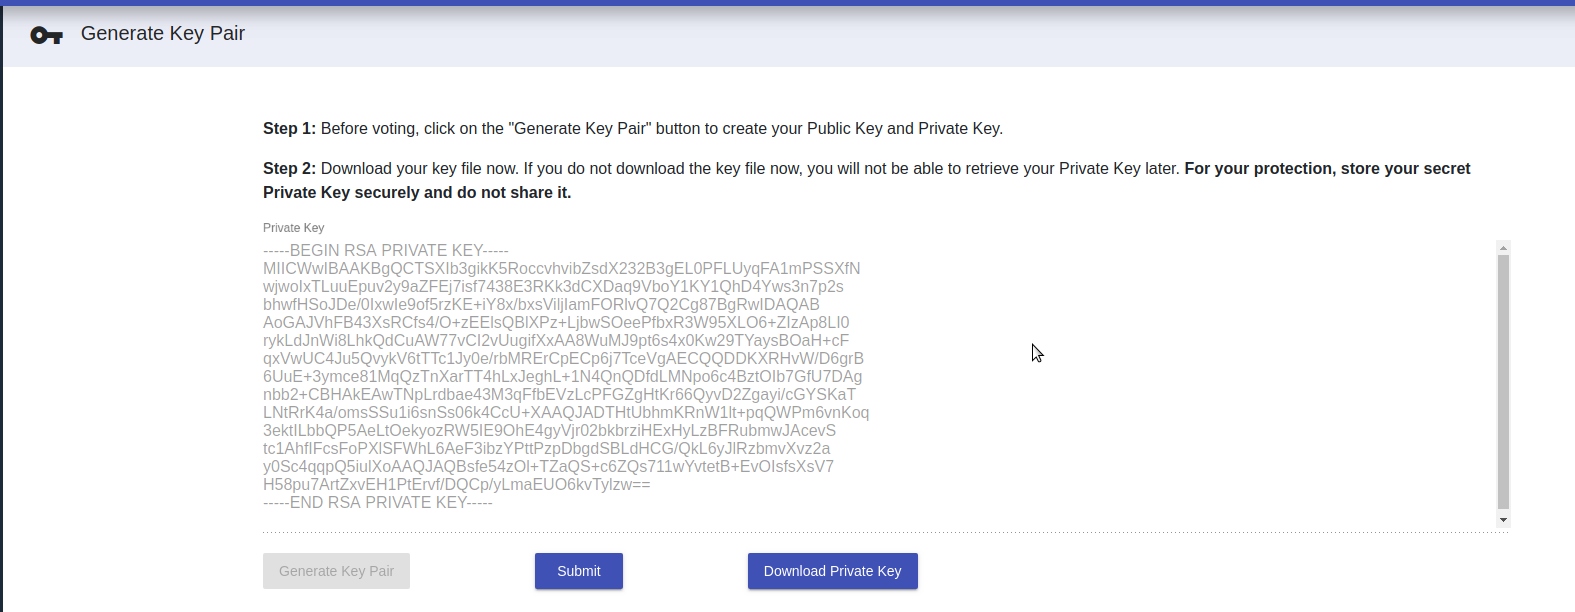 Generate Key Pair
Step 1: Before voting, click on the "Generate Key Pair" button to create your Public Key and Private Key.
Step 2: Download your key file now. If you do not download the key file now, you will not be able to retrieve your Private Key later. For your protection, store your secret
Private Key securely and do not share it.
Private Key
-----BEGIN RSA PRIVATE KEY-----
MIICWwIBAAKBgQCTSXIb3gikK5RoccvhvibZsdX232B3gEL0PFLUyqFA1mPSSXfN
wjwoIxTLuuEpuv2y9aZFEj7isf7438E3RKk3dCXDaq9VboY1KY1QhD4Yws3n7p2s
bhwfHSoJDe/0IxwIe9of5rzKE+iY8x/bxsViljIamFORlvQ7Q2Cg87BgRwIDAQAB
AoGAJVhFB43XsRCfs4/O+zEElsQBlXPz+LjbwSOeePfbxR3W95XLO6+ZIzAp8LI0
rykLdJnWi8LhkQdCuAW77vCI2vUugifXxAA8WuMJ9pt6s4x0Kw29TYaysBOaH+cF
qxVwUC4Ju5QvykV6tTTc1Jy0e/rbMRErCpECp6j7TceVgAECQQDDKXRHvW/D6grB
6UuE+3ymce81MqQzTnXarTT4hLxJeghL+1N4QnQDfdLMNpo6c4BztOIb7GfU7DAg
nbb2+CBHAkEAwTNpLrdbae43M3qFfbEVzLcPFGZgHtKr66QyvD2Zgayi/cGYSKaT
LNtRrK4a/omsSSu1i6snSs06k4CcU+XAAQJADTHtUbhmKRnW1lt+pqQWPm6vnKoq
3ektILbbQP5AeLtOekyozRW5IE9OhE4gyVjr02bkbrziHExHyLzBFRubmwJAcevS
tc1AhfIFcsFoPXlSFWhL6AeF3ibzYPttPzpDbgdSBLdHCG/QkL6yJlRzbmvXvz2a
y0Sc4qqpQ5iulXoAAQJAQBsfe54zOl+TZaQS+c6ZQs711wYvtetB+EvOIsfsXsV7
H58pu7ArtZxvEH1PtErvf/DQCp/yLmaEUO6kvTylzw==
-----END RSA PRIVATE KEY-----
Generate Key Pair
Submit
Download Private Key